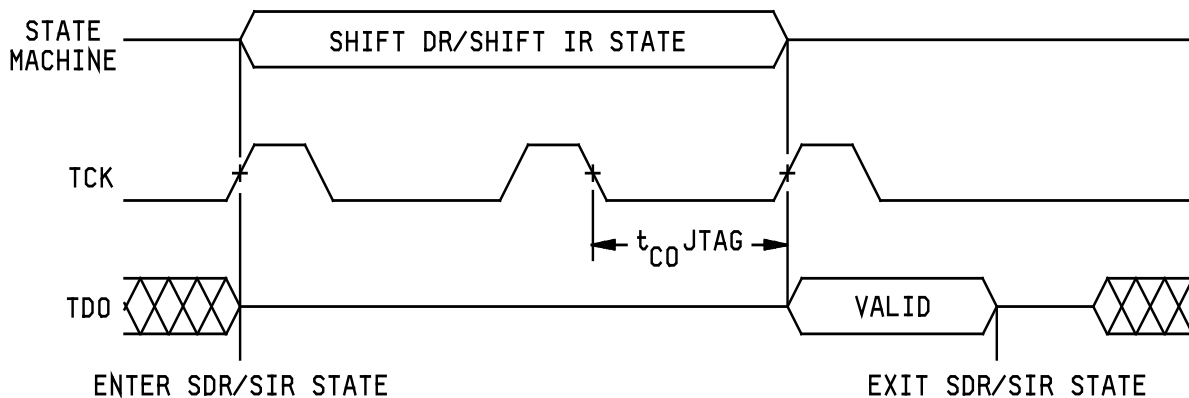 STATE
MACHINE
SHIFT DR/SHIFT IR STATE
TCK
tCO JTAG
TDO
VALID
ENTER SDR/SIR STATE
EXIT SDR/SIR STATE